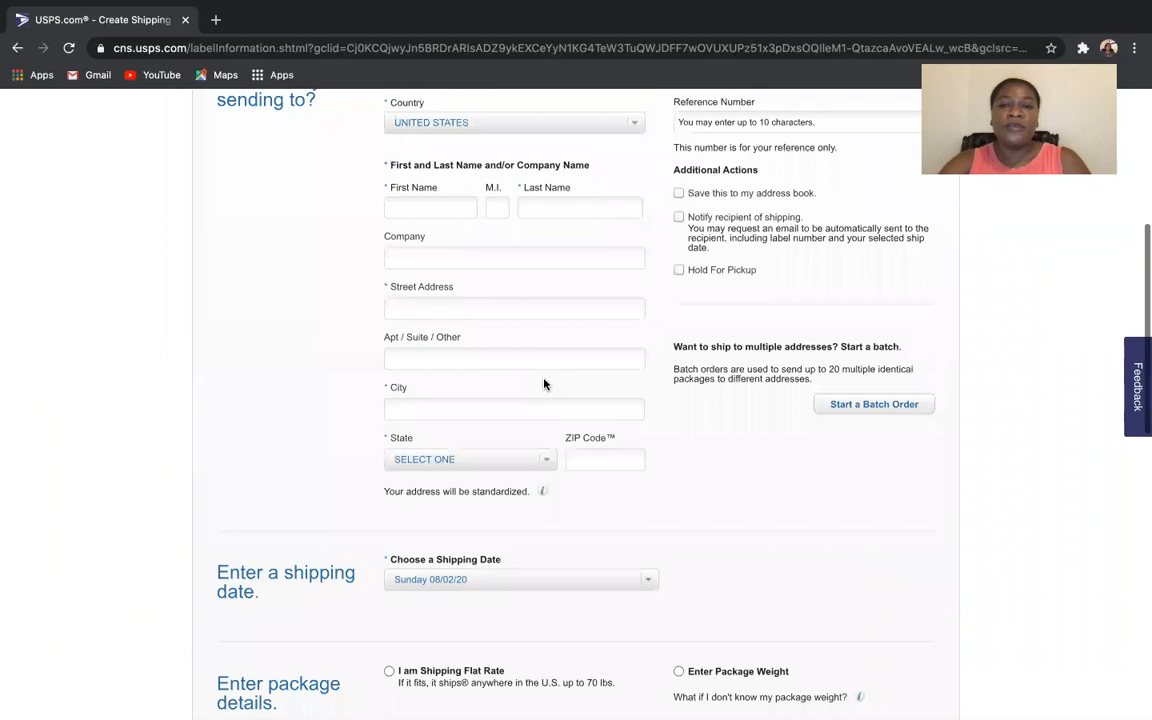 USPS.com® - Create Shipping
cns.usps.com/labelInformation.shtml?gclid=Cj0KCQjwyJn5BRDrARIsADZ9ykEXCeYyN1KG4TeW3TuQWJDFF7wOVUXUPz51x3pDxsOQIleM1-QtazcaAvoVEALw_wcB&gclsrc=...
Apps Gmail YouTube Maps Apps
sending to?
* Country
UNITED STATES
* First and Last Name and/or Company Name
* First Name M.I. * Last Name
Company
* Street Address
Apt / Suite / Other
* City
* State ZIP Code™
SELECT ONE
Your address will be standardized. i
Reference Number
You may enter up to 10 characters.
This number is for your reference only.
Additional Actions
Save this to my address book.
Notify recipient of shipping.
You may request an email to be automatically sent to the
recipient, including label number and your selected ship
date.
Hold For Pickup
Want to ship to multiple addresses? Start a batch.
Batch orders are used to send up to 20 multiple identical
packages to different addresses.
Start a Batch Order
Feedback
Enter a shipping
date.
* Choose a Shipping Date
Sunday 08/02/20
Enter package
details.
I am Shipping Flat Rate
If it fits, it ships® anywhere in the U.S. up to 70 lbs.
Enter Package Weight
What if I don't know my package weight? i